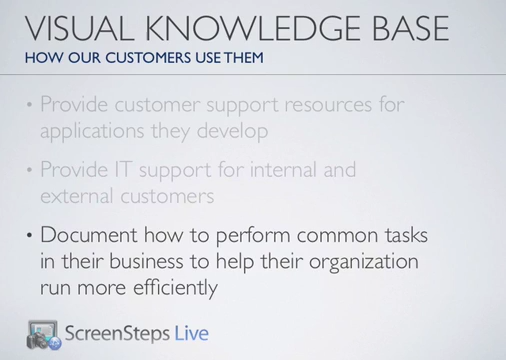 VISUAL KNOWLEDGE BASE
HOW OUR CUSTOMERS USE THEM
• Provide customer support resources for
applications they develop
• Provide IT support for internal and
external customers
• Document how to perform common tasks
in their business to help their organization
run more efficiently
ScreenSteps Live